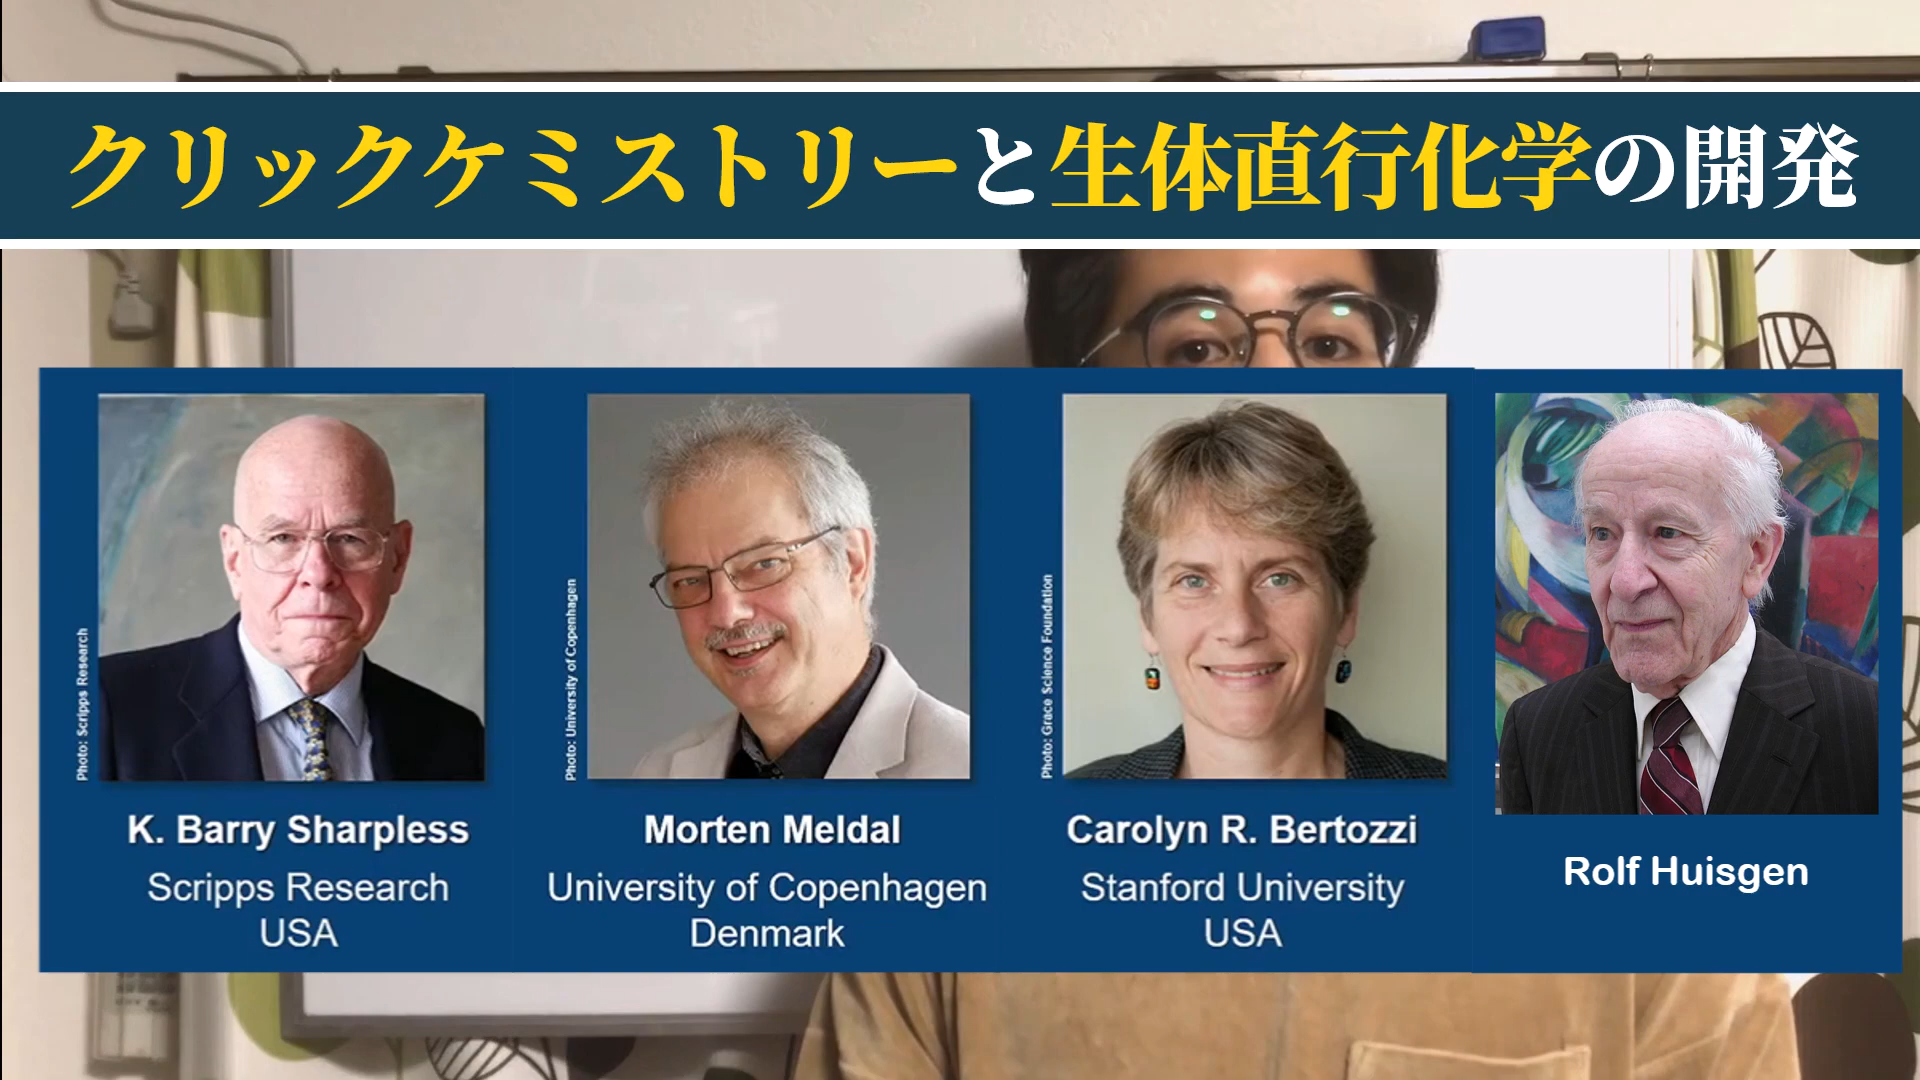 クリックケミストリーと生体直行化学の開発
Photo: Scripps Research
K. Barry Sharpless
Scripps Research
USA
Photo: University of Copenhagen
Morten Meldal
University of Copenhagen
Denmark
Photo: Grace Science Foundation
Carolyn R. Bertozzi
Stanford University
USA
Rolf Huisgen